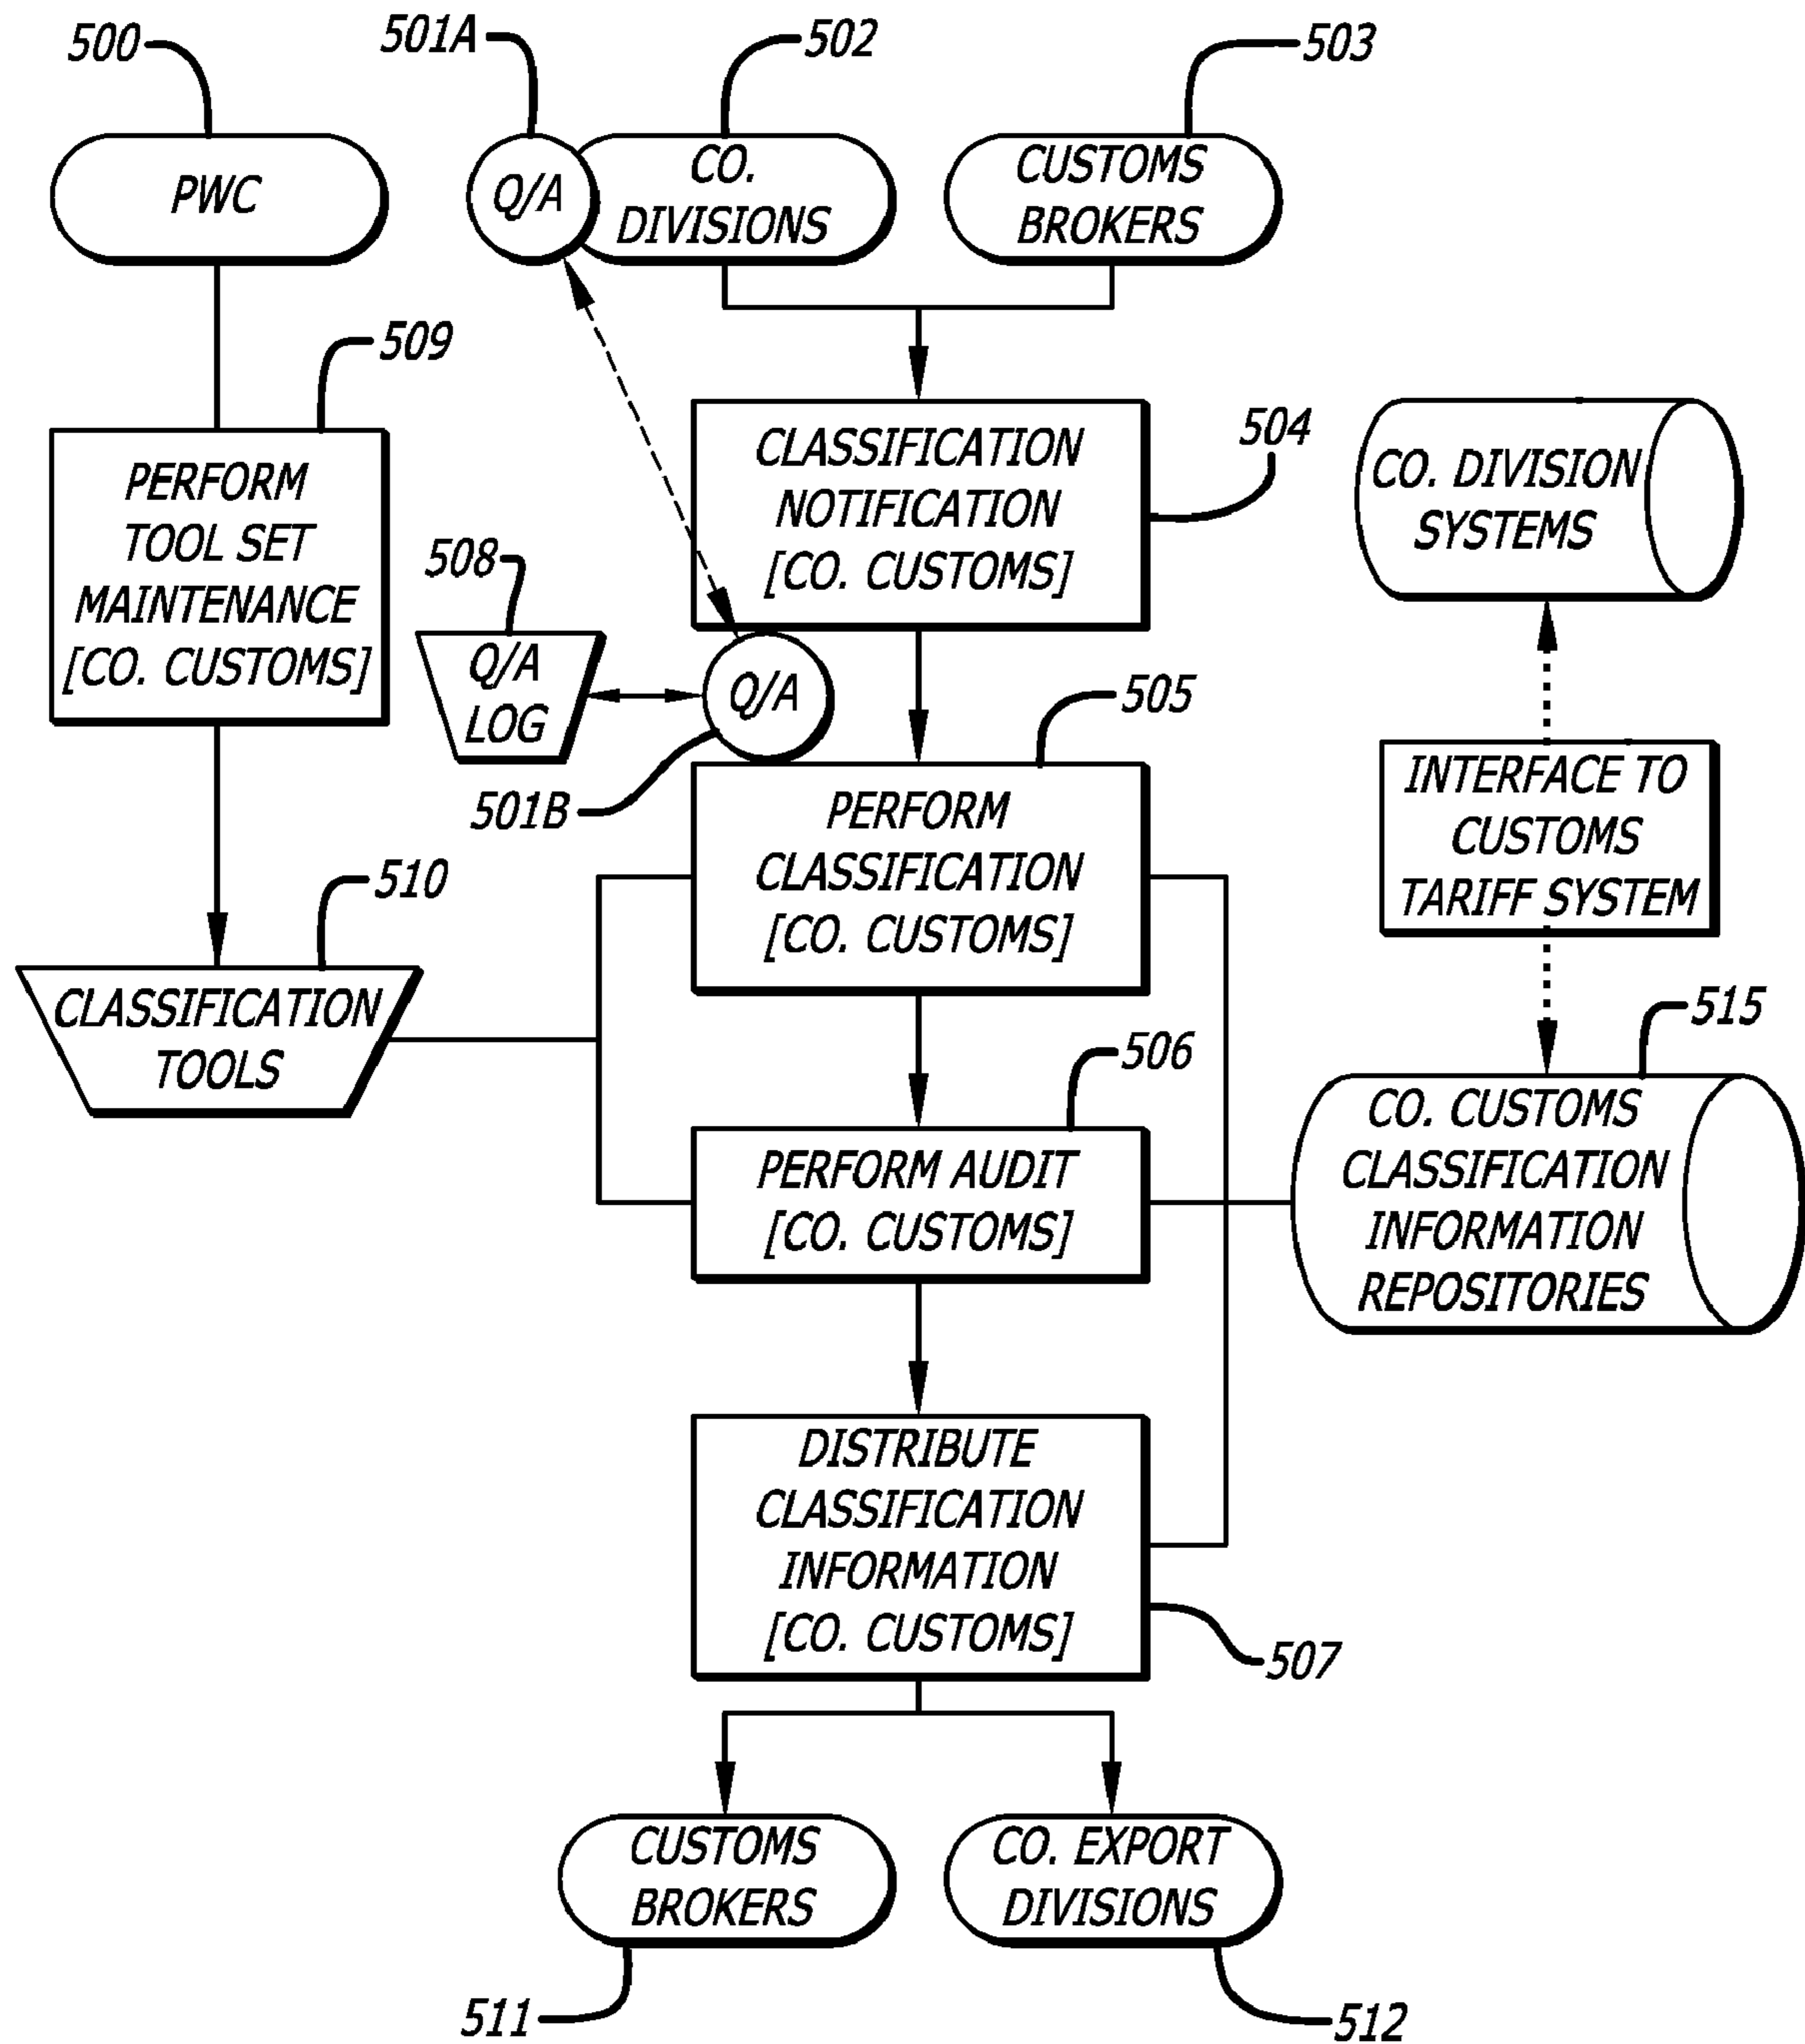 500
501A
502
503
PWC
Q/A
CO.
DIVISIONS
CUSTOMS
BROKERS
509
PERFORM
TOOL SET
MAINTENANCE
[CO. CUSTOMS]
CLASSIFICATION
NOTIFICATION
[CO. CUSTOMS]
504
CO. DIVISION
SYSTEMS
508
Q/A
LOG
Q/A
501B
505
PERFORM
CLASSIFICATION
[CO. CUSTOMS]
INTERFACE TO
CUSTOMS
TARIFF SYSTEM
510
CLASSIFICATION
TOOLS
506
PERFORM AUDIT
[CO. CUSTOMS]
515
CO. CUSTOMS
CLASSIFICATION
INFORMATION
REPOSITORIES
DISTRIBUTE
CLASSIFICATION
INFORMATION
[CO. CUSTOMS]
507
CUSTOMS
BROKERS
CO. EXPORT
DIVISIONS
511
512